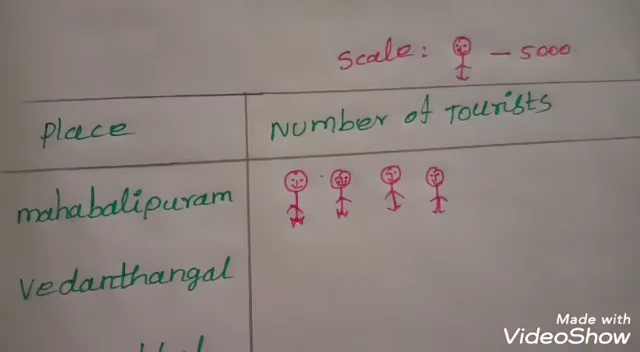 Scale: - 5000
Place Number of Tourists
mahabalipuram
vedanthangal
Made with
VideoShow